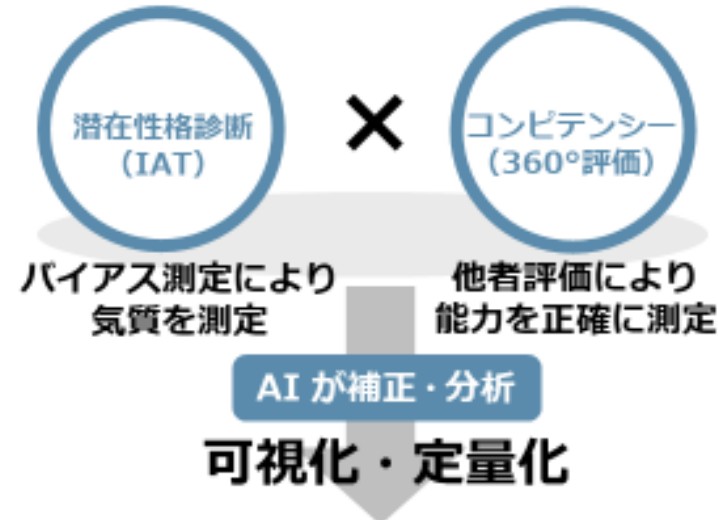 潜在性格診断
（IAT）
×
コンピテンシー
（360°評価）
バイアス測定により
気質を測定
他者評価により
能力を正確に測定
AI が補正・分析
可視化・定量化